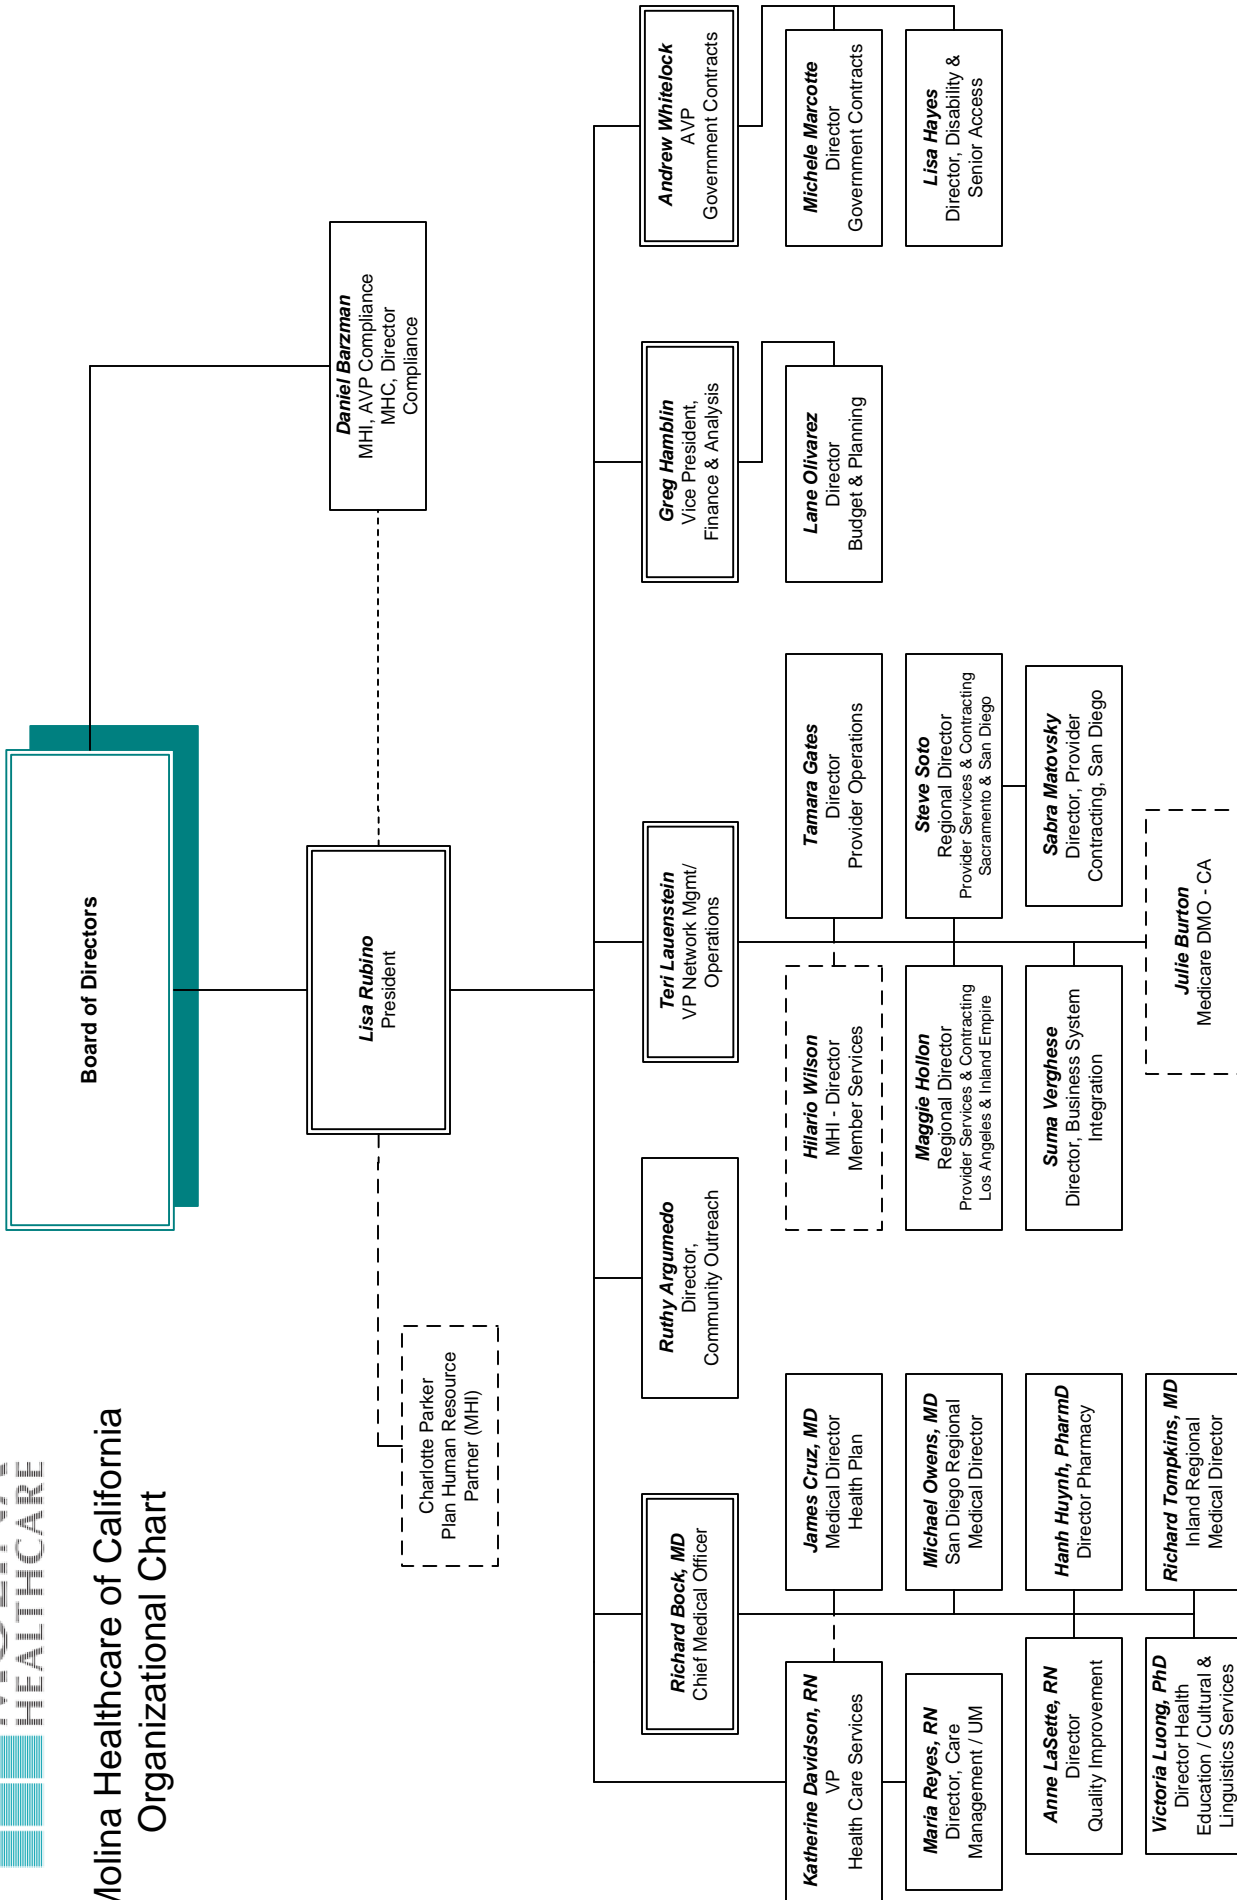 HEALTHCARE
Molina Healthcare of California
Organizational Chart
Board of Directors
Lisa Rubino
President
Daniel Barzman
MHI, AVP Compliance
MHC, Director
Compliance
Charlotte Parker
Plan Human Resource
Partner (MHI)
Richard Bock, MD
Chief Medical Officer
Ruthy Argumedo
Director,
Community Outreach
Teri Lauenstein
VP Network Mgmt/
Operations
Greg Hamblin
Vice President,
Finance & Analysis
Andrew Whitelock
AVP
Government Contracts
Katherine Davidson, RN
VP
Health Care Services
James Cruz, MD
Medical Director
Health Plan
Hilario Wilson
MHI - Director
Member Services
Tamara Gates
Director
Provider Operations
Lane Olivarez
Director
Budget & Planning
Michele Marcotte
Director
Government Contracts
Maria Reyes, RN
Director, Care
Management / UM
Michael Owens, MD
San Diego Regional
Medical Director
Maggie Hollon
Regional Director
Provider Services & Contracting
Los Angeles & Inland Empire
Steve Soto
Regional Director
Provider Services & Contracting
Sacramento & San Diego
Lisa Hayes
Director, Disability &
Senior Access
Anne LaSette, RN
Director
Quality Improvement
Hanh Huynh, PharmD
Director Pharmacy
Suma Verghese
Director, Business System
Integration
Sabra Matovsky
Director, Provider
Contracting, San Diego
Victoria Luong, PhD
Director Health
Education / Cultural &
Linguistics Services
Richard Tompkins, MD
Inland Regional
Medical Director
Julie Burton
Medicare DMO - CA